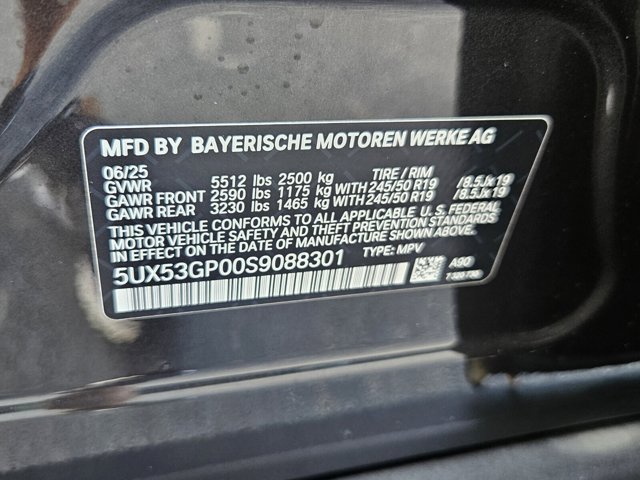 MFD BY BAYERISCHE MOTOREN WERKE AG
06/25 TIRE / RIM
GVWR 5512 lbs 2500 kg
GAWR FRONT 2590 lbs 1175 kg WITH 245/50 R19 /8.5Jx19
GAWR REAR 3230 lbs 1465 kg WITH 245/50 R19 /8.5Jx19
THIS VEHICLE CONFORMS TO ALL APPLICABLE U.S. FEDERAL
MOTOR VEHICLE SAFETY AND THEFT PREVENTION STANDARDS
IN EFFECT ON THE DATE OF MANUFACTURE SHOWN ABOVE.
5UX53GP00S9088301 TYPE: MPV
A90